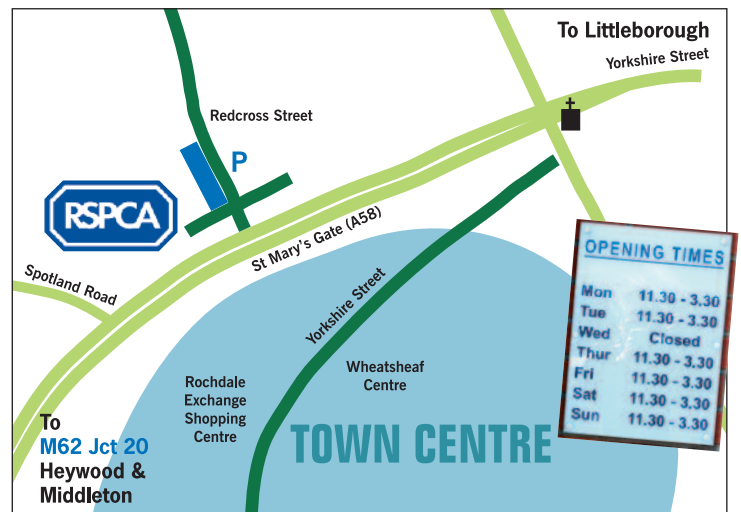 To Littleborough
Yorkshire Street
Redcross Street
P
RSPCA
St Mary's Gate (A58)
Spotland Road
Yorkshire Street
Wheatsheaf
Centre
Rochdale
Exchange
Shopping
Centre
TOWN CENTRE
To
M62 Jct 20
Heywood &
Middleton
OPENING TIMES
Mon 11.30 - 3.30
Tue 11.30 - 3.30
Wed Closed
Thur 11.30 - 3.30
Fri 11.30 - 3.30
Sat 11.30 - 3.30
Sun 11.30 - 3.30